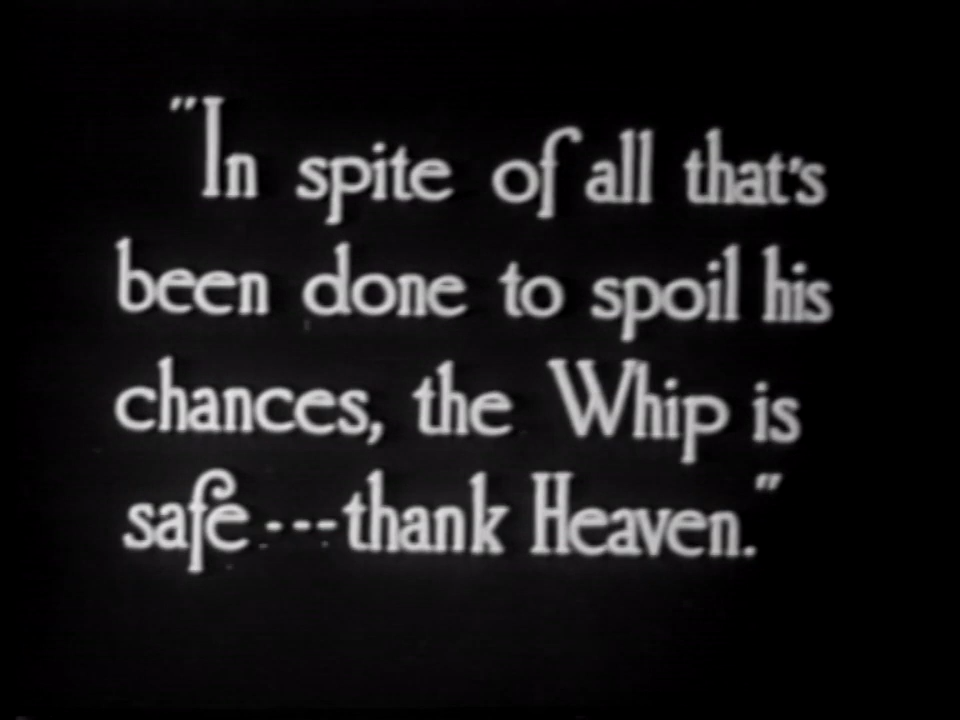 "In spite of all that's
been done to spoil his
chances, the Whip is
safe---thank Heaven."